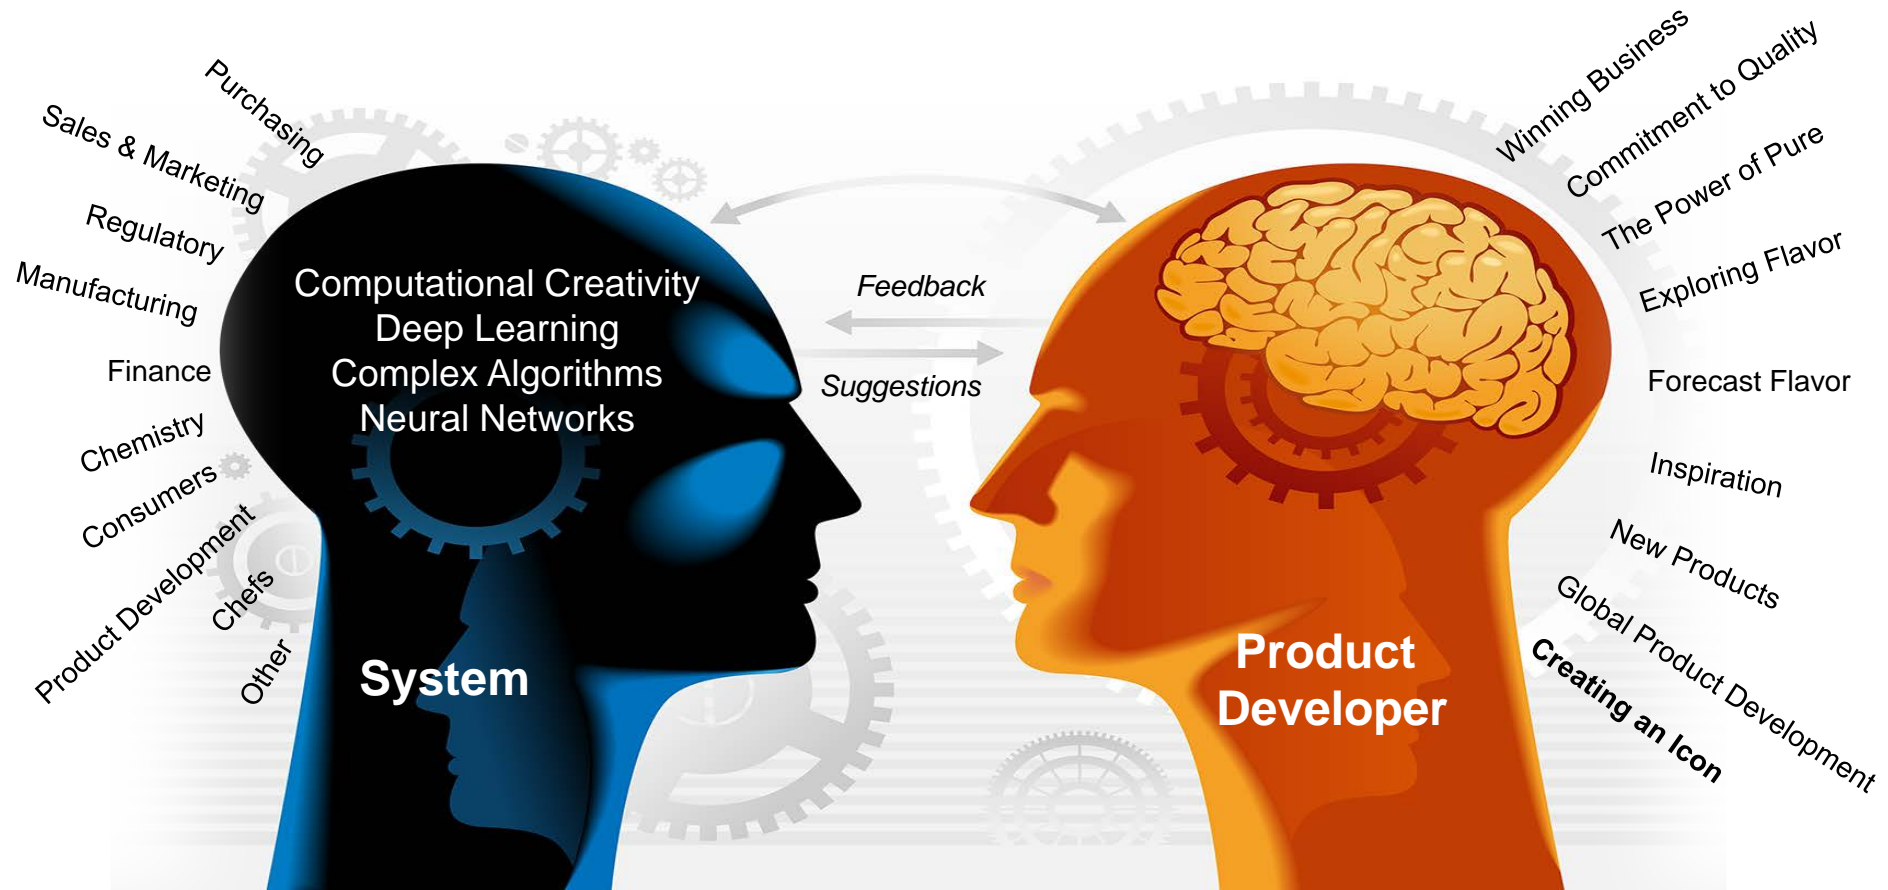 Purchasing
Sales & Marketing
Regulatory
Manufacturing
Finance
Chemistry
Consumers
Product Development
Chefs
Other
Computational Creativity
Deep Learning
Complex Algorithms
Neural Networks
System
Feedback
Suggestions
Product
Developer
Winning Business
Commitment to Quality
The Power of Pure
Exploring Flavor
Forecast Flavor
Inspiration
New Products
Global Product Development
Creating an Icon